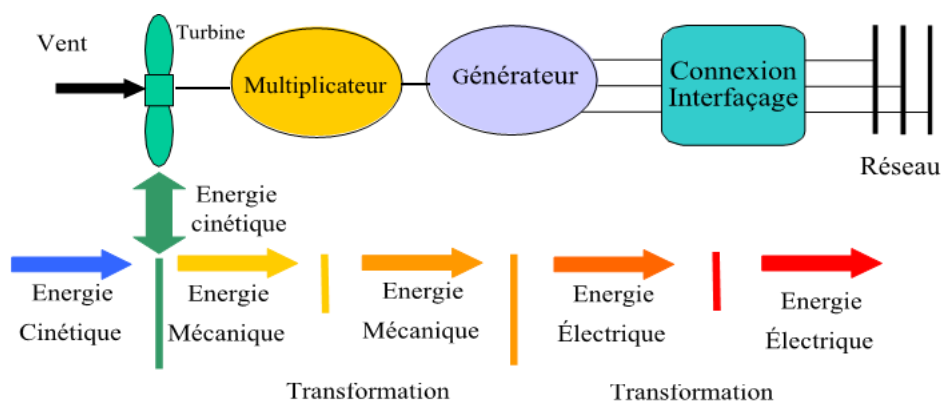 Vent
Turbine
Multiplicateur
Générateur
Connexion
Interfaçage
Réseau
Energie
cinétique
Energie
Cinétique
Energie
Mécanique
Energie
Mécanique
Energie
Électrique
Energie
Électrique
Transformation
Transformation